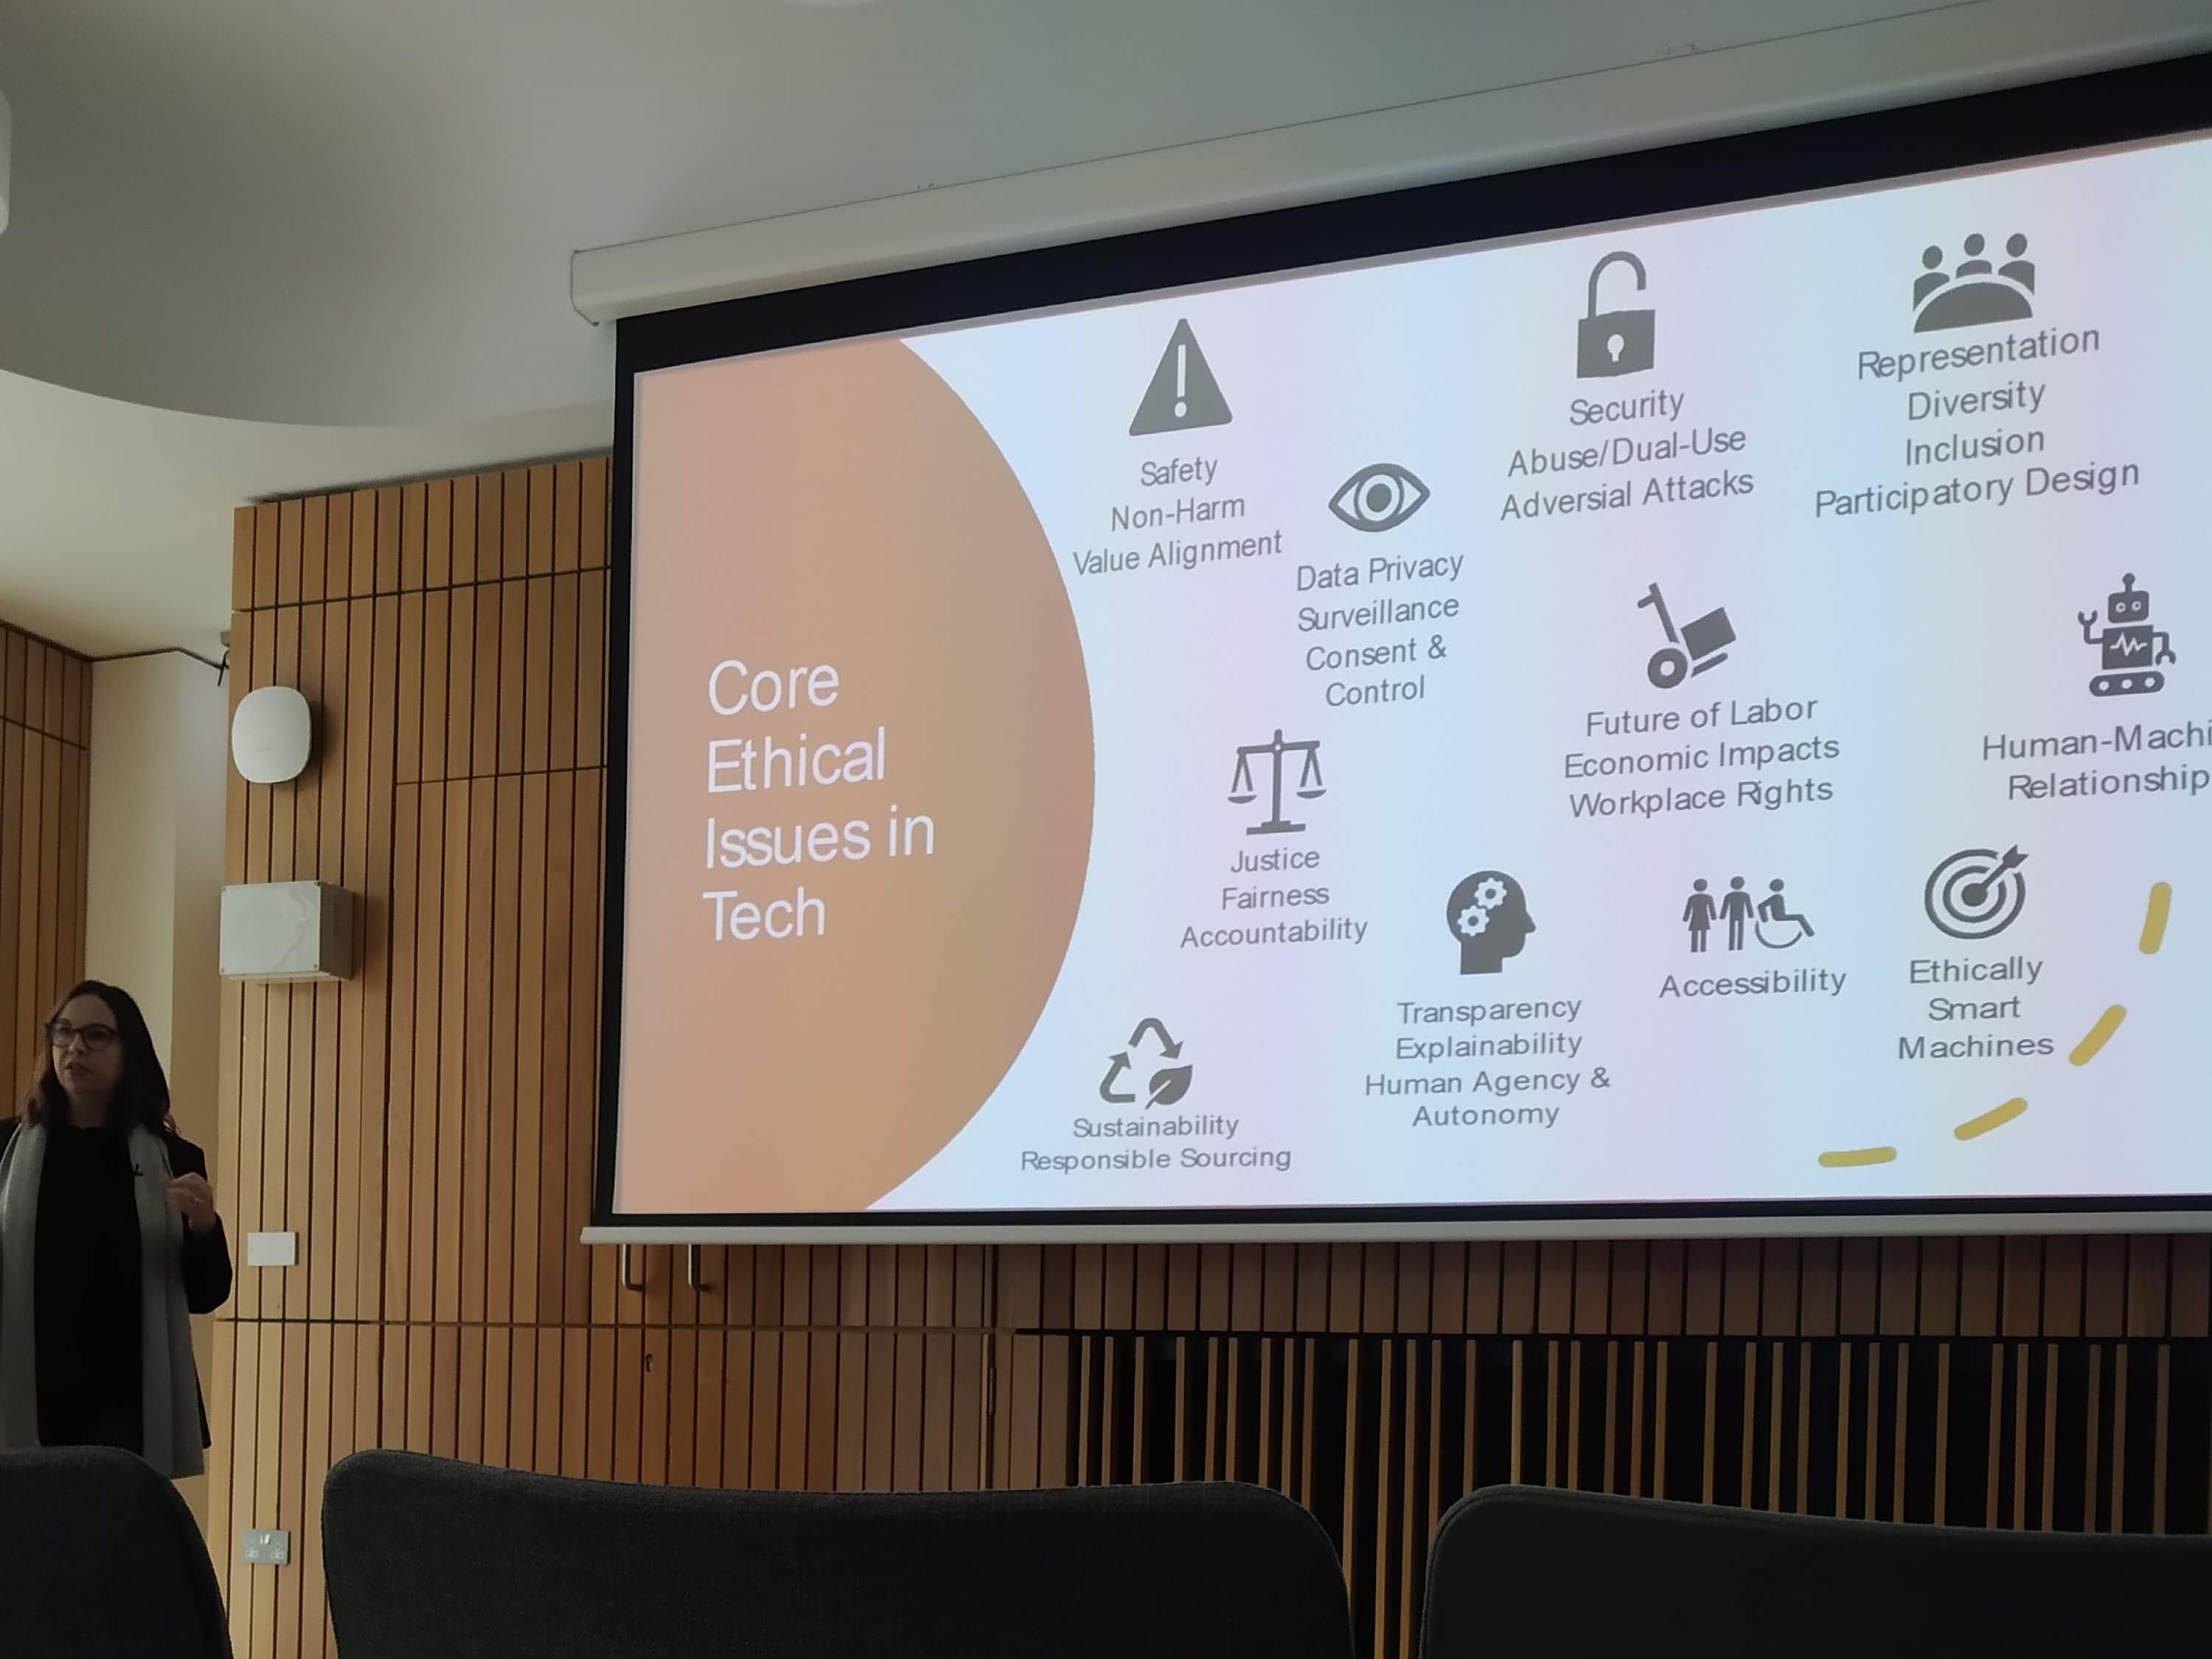 Core
Ethical
Issues in
Tech
Safety
Non-Harm
Value Alignment
Data Privacy
Surveillance
Consent &
Control
Security
Abuse/Dual-Use
Adversial Attacks
Representation
Diversity
Inclusion
Participatory Design
Justice
Fairness
Accountability
Future of Labor
Economic Impacts
Workplace Rights
Human-Machi
Relationship
Sustainability
Responsible Sourcing
Transparency
Explainability
Human Agency &
Autonomy
Accessibility
Ethically
Smart
Machines